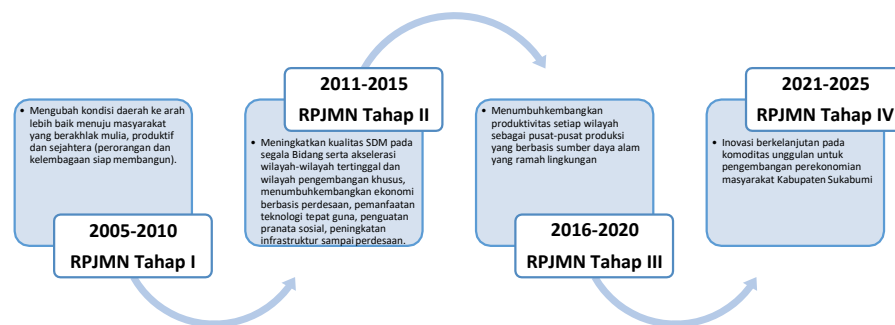 • Mengubah kondisi daerah ke arah
lebih baik menuju masyarakat
yang berakhlak mulia, produktif
dan sejahtera (perorangan dan
kelembagaan siap membangun).
2005-2010
RPJMN Tahap I
2011-2015
RPJMN Tahap II
• Meningkatkan kualitas SDM pada
segala Bidang serta akselerasi
wilayah-wilayah tertinggal dan
wilayah pengembangan khusus,
menumbuhkembangkan ekonomi
berbasis perdesaan, pemanfaatan
teknologi tepat guna, penguatan
pranata sosial, peningkatan
infrastruktur sampai perdesaan.
• Menumbuhkembangkan
produktivitas setiap wilayah
sebagai pusat-pusat produksi
yang berbasis sumber daya alam
yang ramah lingkungan
2016-2020
RPJMN Tahap III
2021-2025
RPJMN Tahap IV
• Inovasi berkelanjutan pada
komoditas unggulan untuk
pengembangan perekonomian
masyarakat Kabupaten Sukabumi